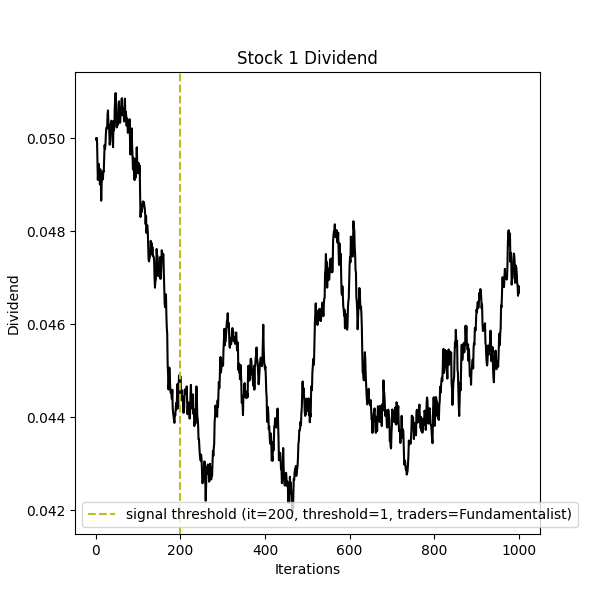 Stock 1 Dividend
Dividend
0.050
0.048
0.046
0.044
0.042
signal threshold (it=200, threshold=1, traders=Fundamentalist)
0 200 400 600 800 1000
Iterations